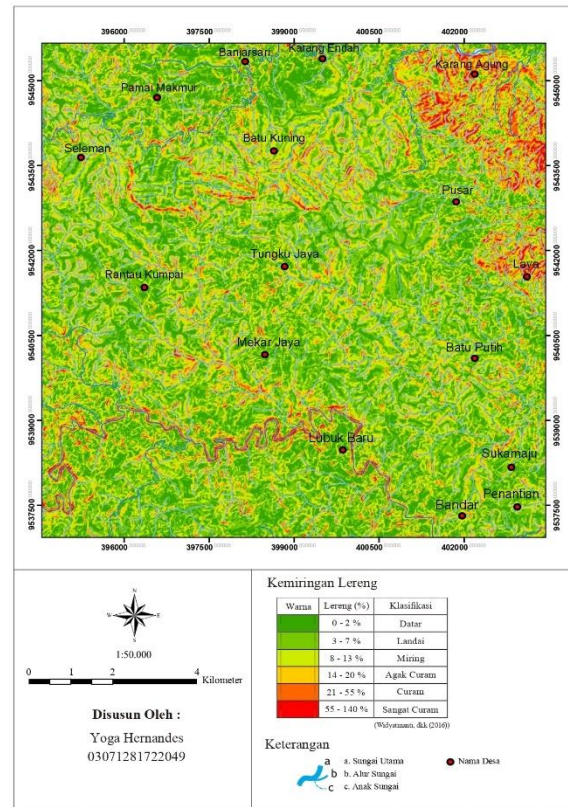 396000 397500 399000 400500 402000
Banjarsari
Karang Endah
Karang Agung
Pamai Makmur
Batu Kuning
Seleman
Pusar
Tungku Jaya
Laya
Rantau Kumpai
Mekar Jaya
Batu Putih
Lubuk Baru
Sukamaju
Penantian
Bandar
9545000
9543500
9542000
9540500
9539000
9537500
9545000
9543500
9542000
9540500
9539000
9537500
396000 397500 399000 400500 402000
N
W E
S
1:50.000
0 1 2 4 Kilometer
Disusun Oleh :
Yoga Hernandes
03071281722049
Kemiringan Lereng
Warna Lereng (%) Klasifikasi
0 - 2 % Datar
3 - 7 % Landai
8 - 13 % Miring
14 - 20 % Agak Curam
21 - 55 % Curam
55 - 140 % Sangat Curam
(Widyatmanti, dkk (2016))
Keterangan
a a. Sungai Utama Nama Desa
b b. Alur Sungai
c c. Anak Sungai